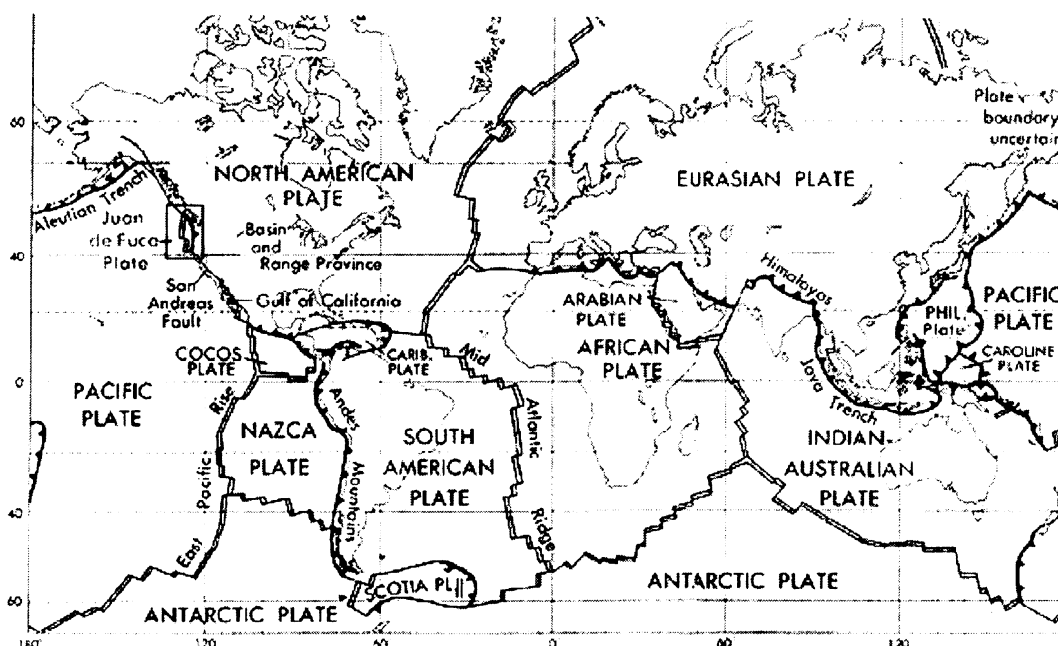 60
Plate
boundary
uncertain
NORTH AMERICAN
PLATE
EURASIAN PLATE
Aleutian Trench
Juan
de Fuca
Plate
40
Basin
and
Range Province
Himalayas
San
Andreas
Fault
Gulf of California
ARABIAN
PLATE
AFRICAN
PLATE
PHIL.
Plate
PACIFIC
PLATE
CAROLINE
PLATE
COCOS
PLATE
CARIB.
PLATE
Mid
Atlantic
Ridge
0
PACIFIC
PLATE
East
Pacific
Rise
NAZCA
PLATE
Andes
Mountains
SOUTH
AMERICAN
PLATE
Java Trench
INDIAN-
AUSTRALIAN
PLATE
20
40
SCOTIA PL
ANTARCTIC PLATE
ANTARCTIC PLATE
60
180
120
60
0
60